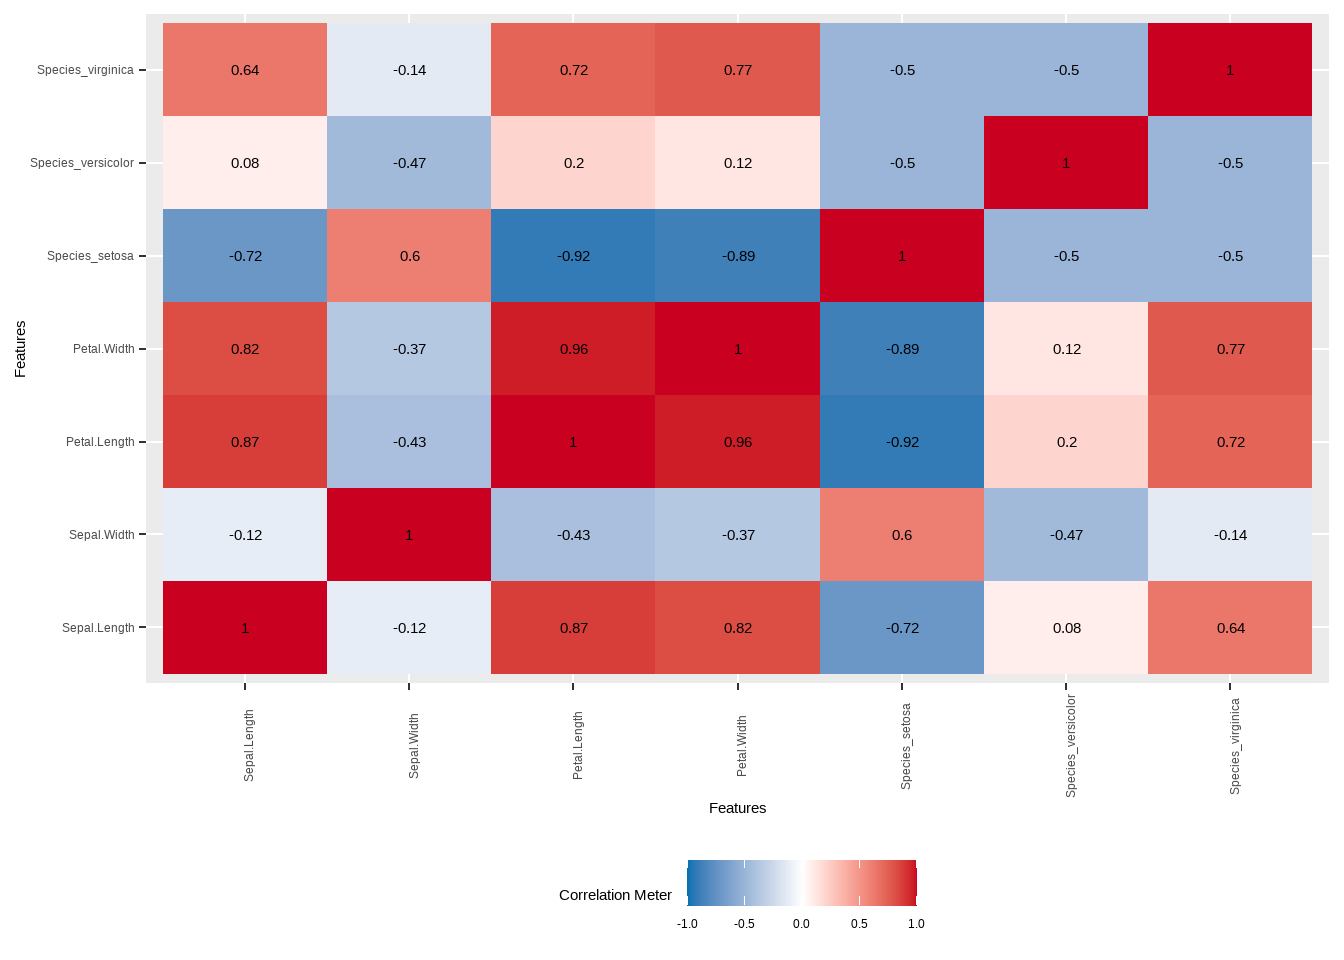 Species_virginica 0.64 -0.14 0.72 0.77 -0.5 -0.5 1
Species_versicolor 0.08 -0.47 0.2 0.12 -0.5 1 -0.5
Species_setosa -0.72 0.6 -0.92 -0.89 1 -0.5 -0.5
Features
Petal.Width 0.82 -0.37 0.96 1 -0.89 0.12 0.77
Petal.Length 0.87 -0.43 1 0.96 -0.92 0.2 0.72
Sepal.Width -0.12 1 -0.43 -0.37 0.6 -0.47 -0.14
Sepal.Length 1 -0.12 0.87 0.82 -0.72 0.08 0.64
Sepal.Length
Sepal.Width
Petal.Length
Petal.Width
Species_setosa
Species_versicolor
Species_virginica
Features
Correlation Meter
-1.0 -0.5 0.0 0.5 1.0